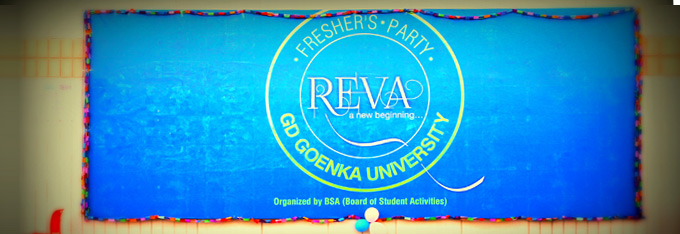 • FRESHER'S • PARTY •
REVA
a new beginning...
GD GOENKA UNIVERSITY
Organized by BSA (Board of Student Activities)